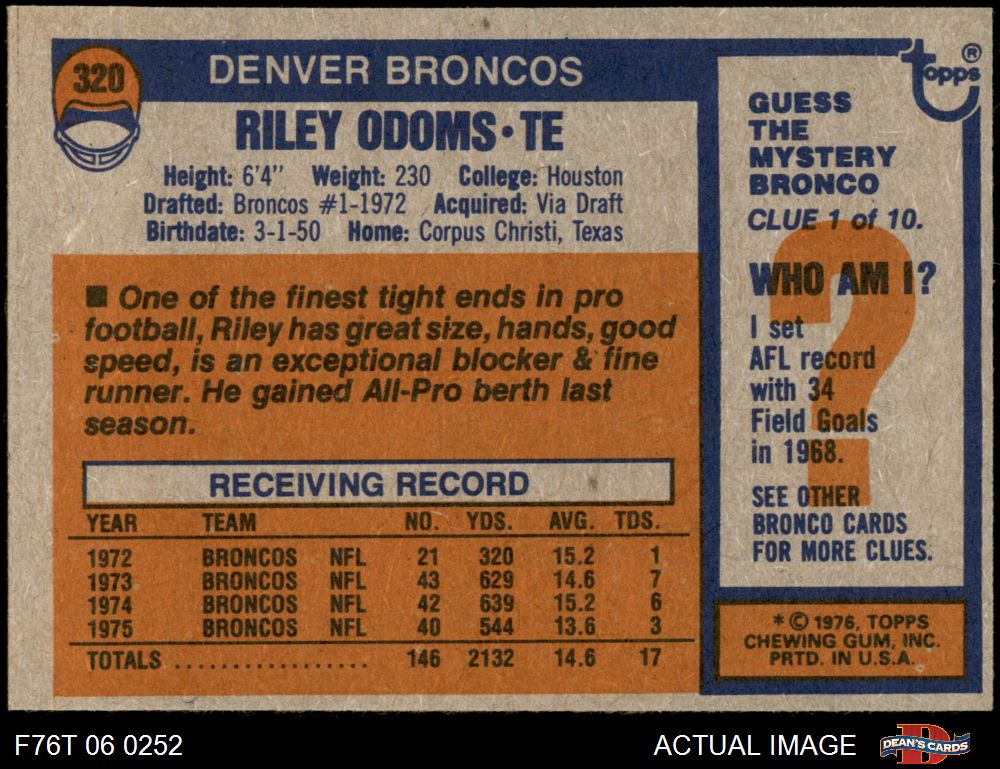 320
DENVER BRONCOS
RILEY ODOMS • TE
Height: 6'4" Weight: 230 College: Houston
Drafted: Broncos #1-1972 Acquired: Via Draft
Birthdate: 3-1-50 Home: Corpus Christi, Texas
■ One of the finest tight ends in pro
football, Riley has great size, hands, good
speed, is an exceptional blocker & fine
runner. He gained All-Pro berth last
season.
RECEIVING RECORD
YEAR TEAM NO. YDS. AVG. TDS.
1972 BRONCOS NFL 21 320 15.2 1
1973 BRONCOS NFL 43 629 14.6 7
1974 BRONCOS NFL 42 639 15.2 6
1975 BRONCOS NFL 40 544 13.6 3
TOTALS .................. 146 2132 14.6 17
topps ®
GUESS
THE
MYSTERY
BRONCO
CLUE 1 of 10.
WHO AM I?
I set
AFL record
with 34
Field Goals
in 1968.
SEE OTHER
BRONCO CARDS
FOR MORE CLUES.
* © 1976, TOPPS
CHEWING GUM, INC.
PRTD. IN U.S.A.
F76T 06 0252
ACTUAL IMAGE
DEAN'S CARDS